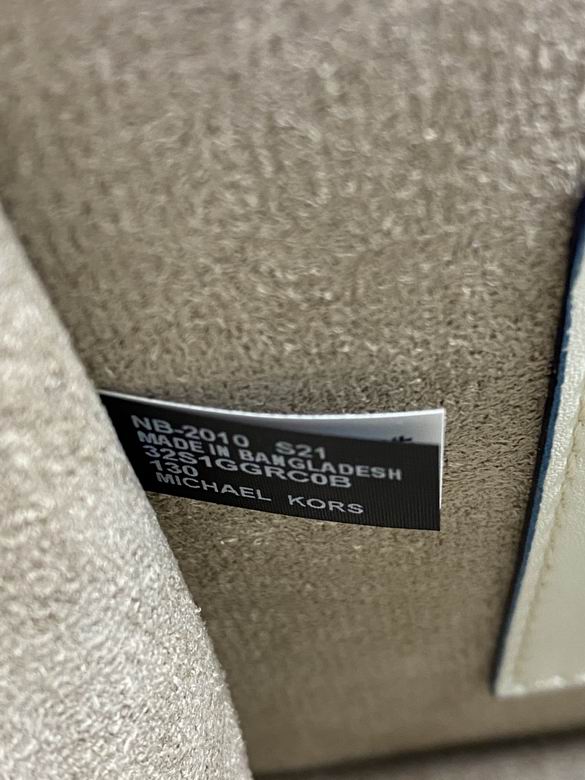 NB-2010 S21
MADE IN BANGLADESH
32S1GGRC0B
130
MICHAEL KORS